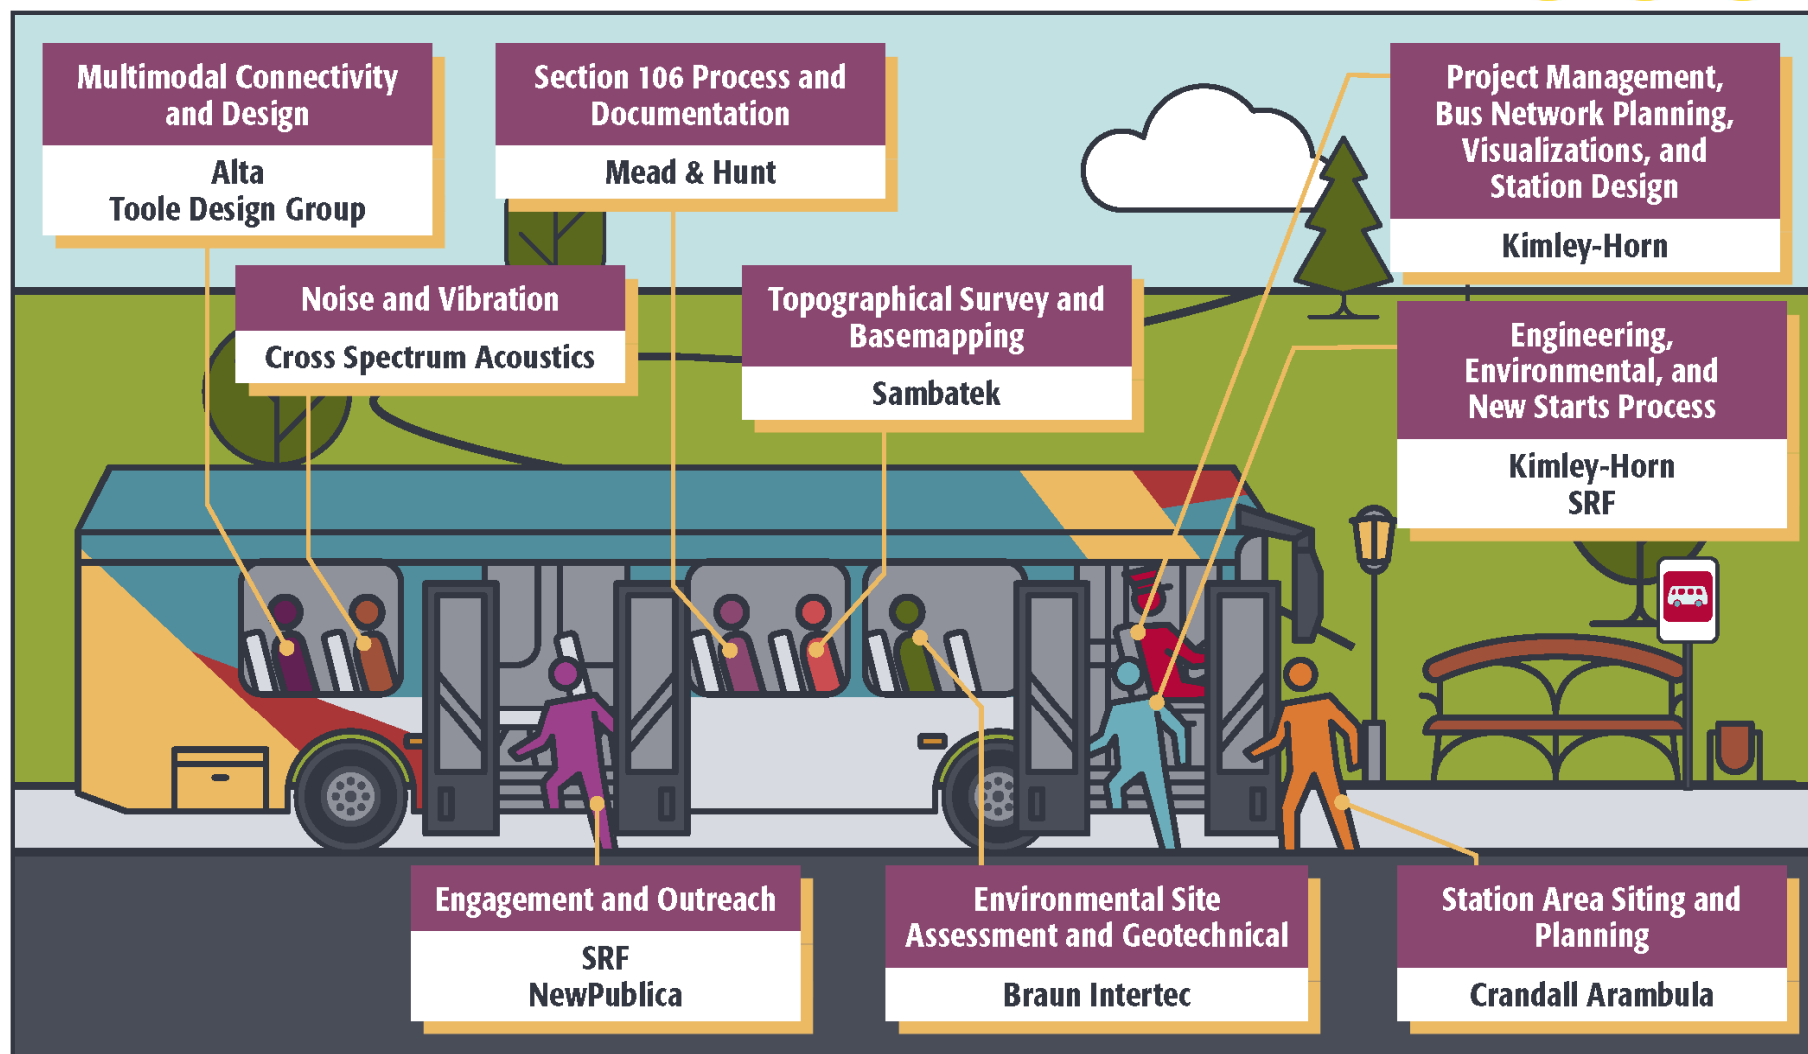 Multimodal Connectivity
and Design
Alta
Toole Design Group
Section 106 Process and
Documentation
Mead & Hunt
Project Management,
Bus Network Planning,
Visualizations, and
Station Design
Kimley-Horn
Noise and Vibration
Cross Spectrum Acoustics
Topographical Survey and
Basemapping
Sambatek
Engineering,
Environmental, and
New Starts Process
Kimley-Horn
SRF
Engagement and Outreach
SRF
NewPublica
Environmental Site
Assessment and Geotechnical
Braun Intertec
Station Area Siting and
Planning
Crandall Arambula